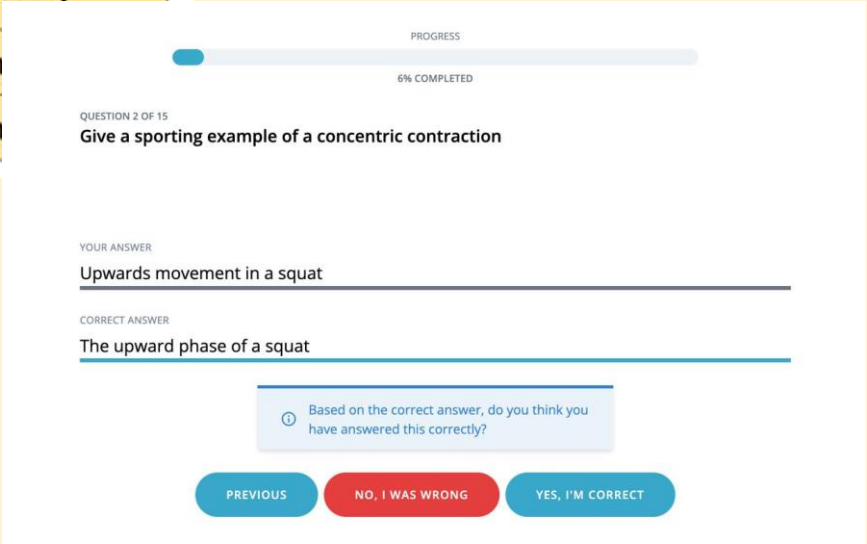 PROGRESS
6% COMPLETED
QUESTION 2 OF 15
Give a sporting example of a concentric contraction
YOUR ANSWER
Upwards movement in a squat
CORRECT ANSWER
The upward phase of a squat
Based on the correct answer, do you think you
have answered this correctly?
PREVIOUS
NO, I WAS WRONG
YES, I'M CORRECT